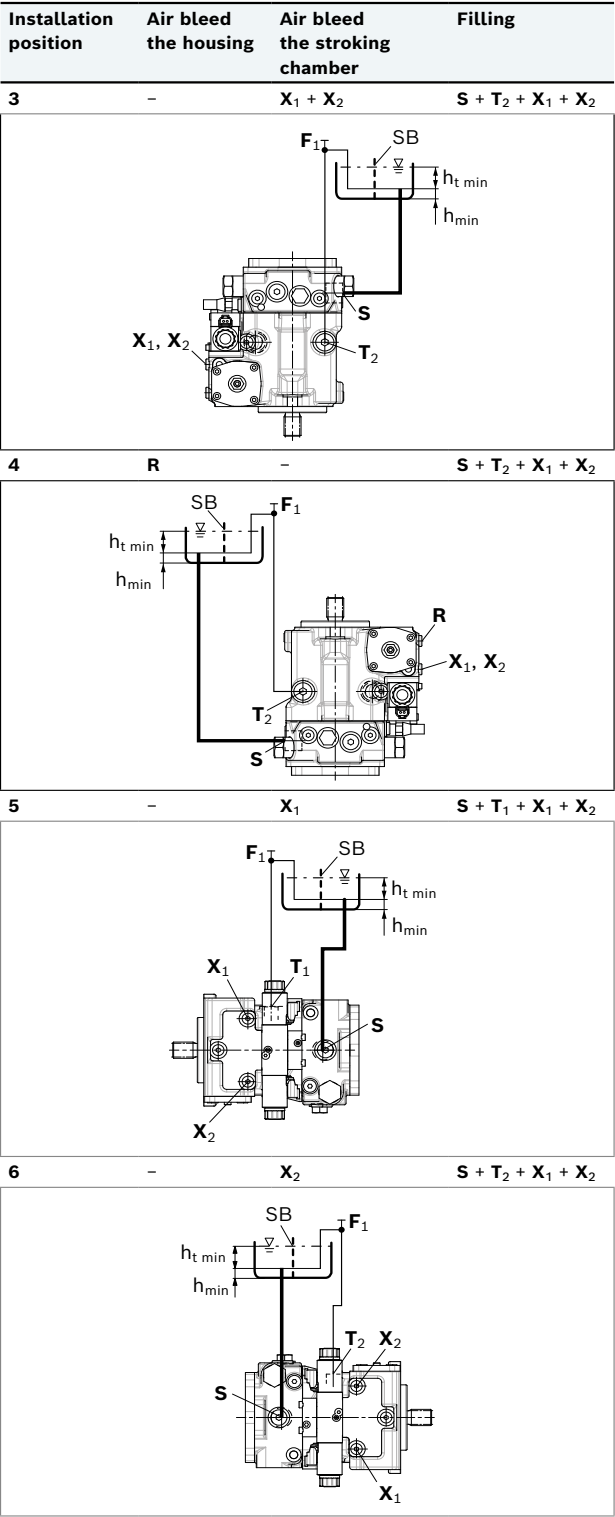 Installation position Air bleed the housing Air bleed the stroking chamber Filling
3 – X1 + X2 S + T2 + X1 + X2
F1 SB
ht min
hmin
S
X1, X2 T2
4 R – S + T2 + X1 + X2
SB F1
ht min
hmin
R
X1, X2
T2
S
5 – X1 S + T1 + X1 + X2
F1 SB
ht min
hmin
X1 T1
S
X2
6 – X2 S + T2 + X1 + X2
SB F1
ht min
hmin
T2 X2
S
X1